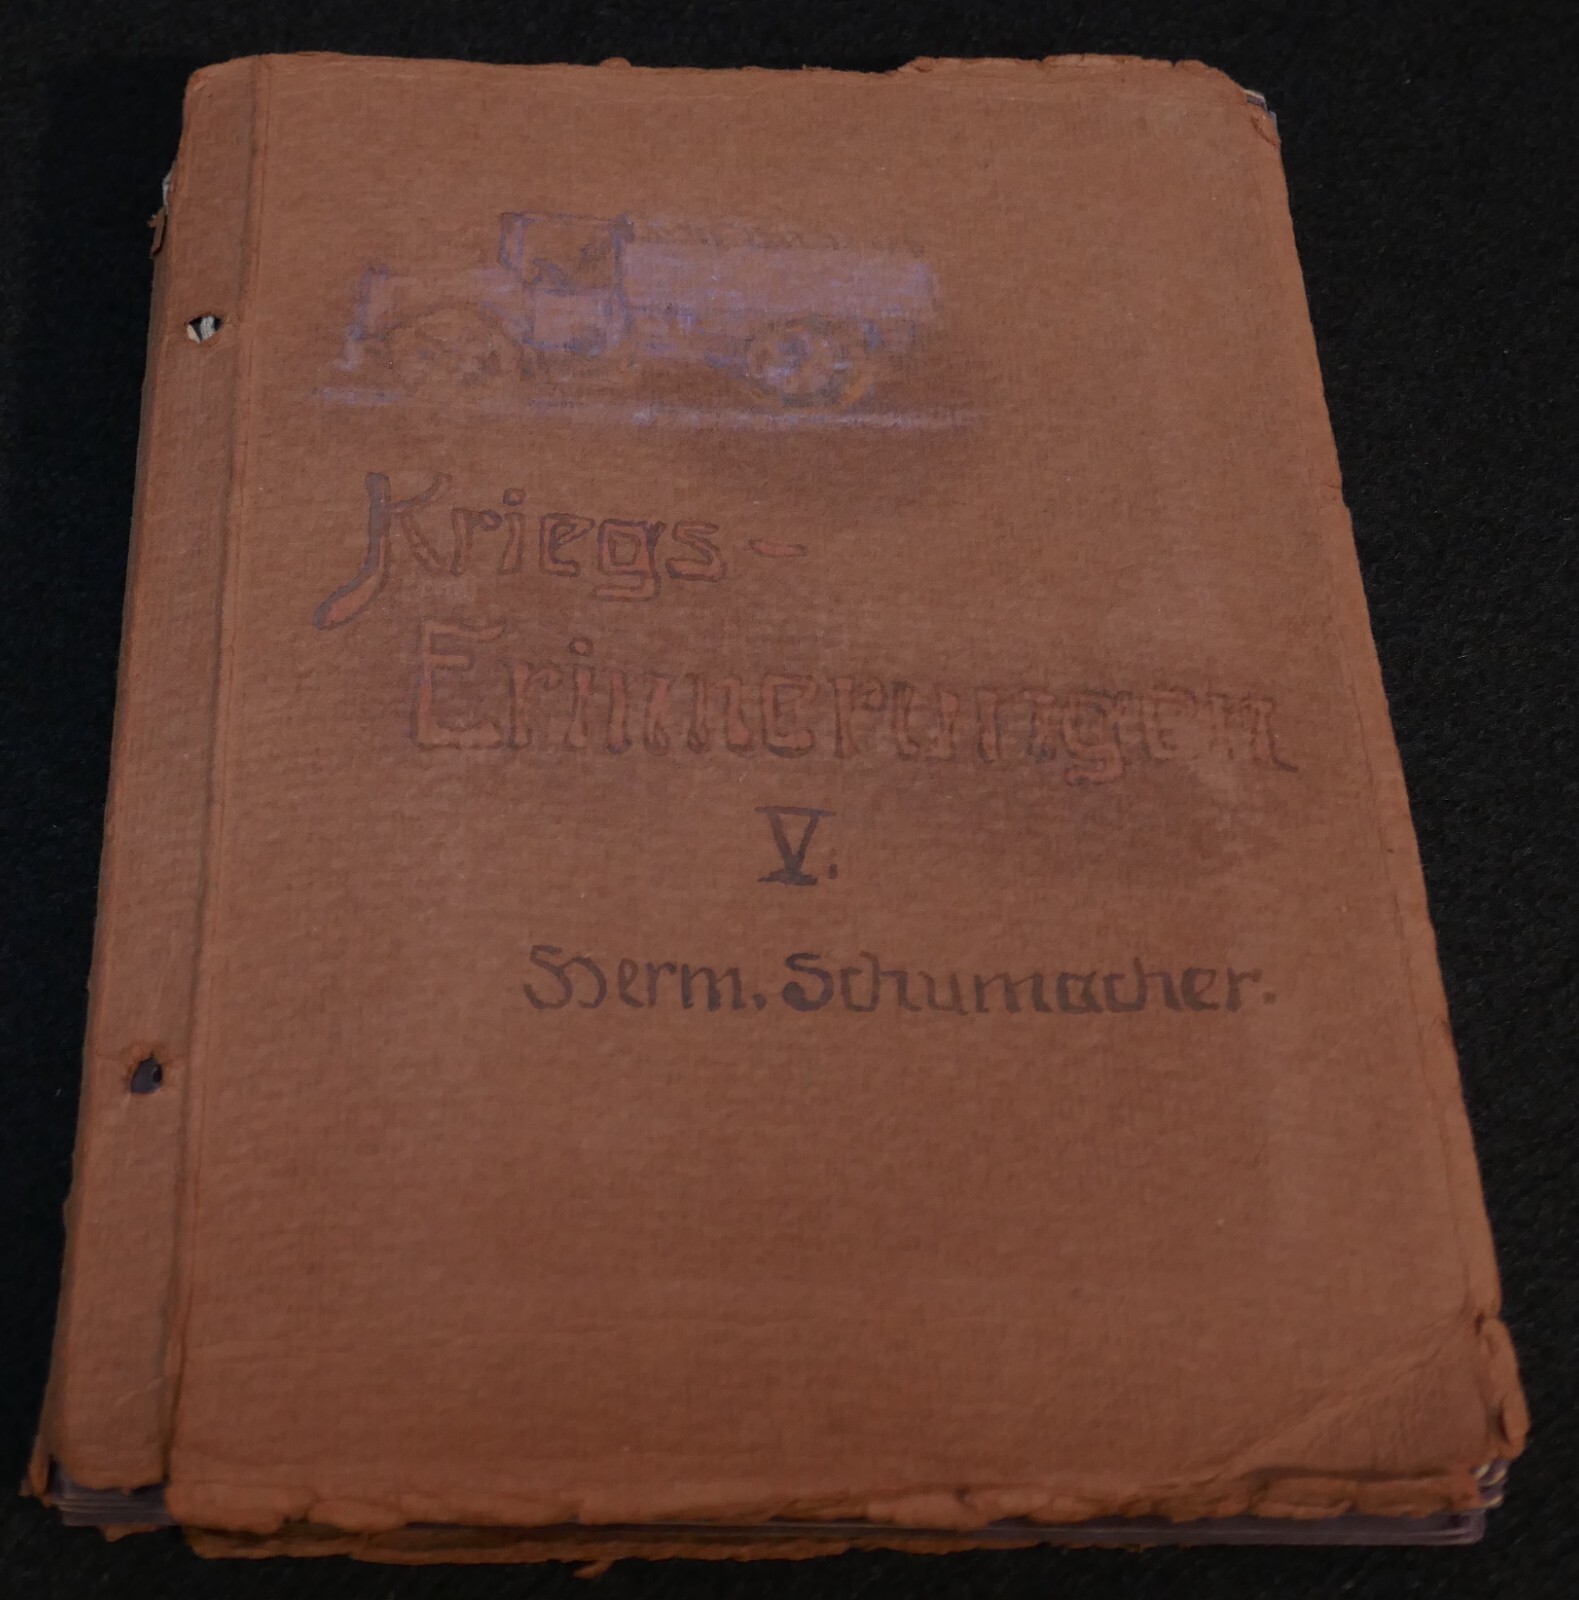 Kriegs-
Erinnerungen
V.
Herm. Schumacher.